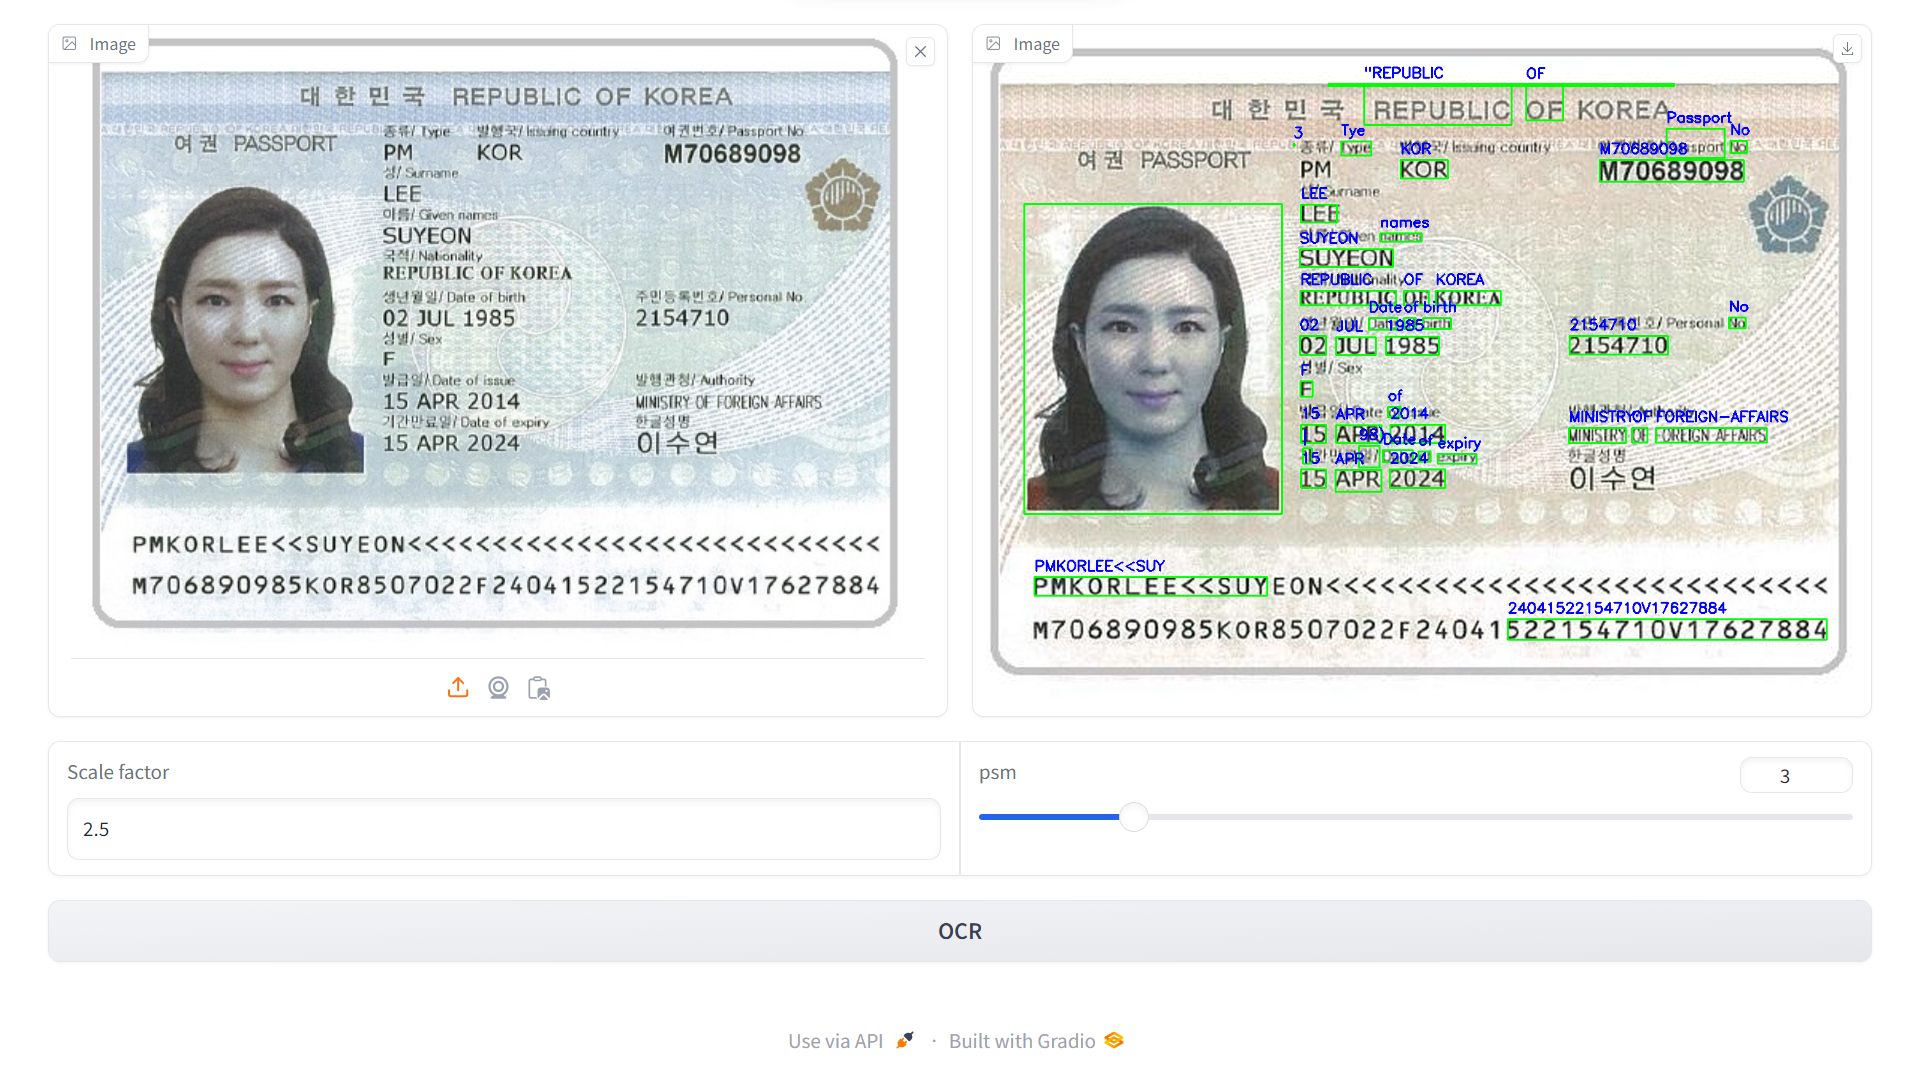 Image
대한민국 REPUBLIC OF KOREA
여권 PASSPORT
종류/ Type 발행국/ Issuing country 여권번호/ Passport No
PM KOR M70689098
성/ Surname
LEE
이름/ Given names
SUYEON
국적/ Nationality
REPUBLIC OF KOREA
생년월일/ Date of birth 주민등록번호/ Personal No
02 JUL 1985 2154710
성별/ Sex
F
발급일/ Date of issue 발행관청/ Authority
15 APR 2014 MINISTRY OF FOREIGN AFFAIRS
기간만료일/ Date of expiry 한글성명
15 APR 2024 이수연
PMKORLEE<<SUYEON<<<<<<<<<<<<<<<<<<<<<<<<<<<<
M706890985KOR8507022F24041522154710V17627884
Image
"REPUBLIC OF
대한민국 REPUBLIC OF KOREA
Passport No
3 Tye
종류/ Type / Issuing country No
여권 PASSPORT
KOR M70689098
PM KOR M70689098
LEE Surname
LEE
names
SUYEON names
SUYEON
REPUBLIC OF KOREA
REPUBLIC OF KOREA
Date of birth No
02 JUL 1985 2154710 / Personal No
02 JUL 1985 2154710
F / Sex
F
of
15 APR 2014 MINISTRY OF FOREIGN-AFFAIRS
15 APR 2014 MINISTRY OF FOREIGN AFFAIRS
98) Date of expiry
15 APR 2024 expiry 한글성명
15 APR 2024 이수연
PMKORLEE<<SUY
PMKORLEE<<SUYEON<<<<<<<<<<<<<<<<<<<<<<<<<<<<
24041522154710V17627884
M706890985KOR8507022F24041522154710V17627884
Scale factor
2.5
psm
3
OCR
Use via API · Built with Gradio